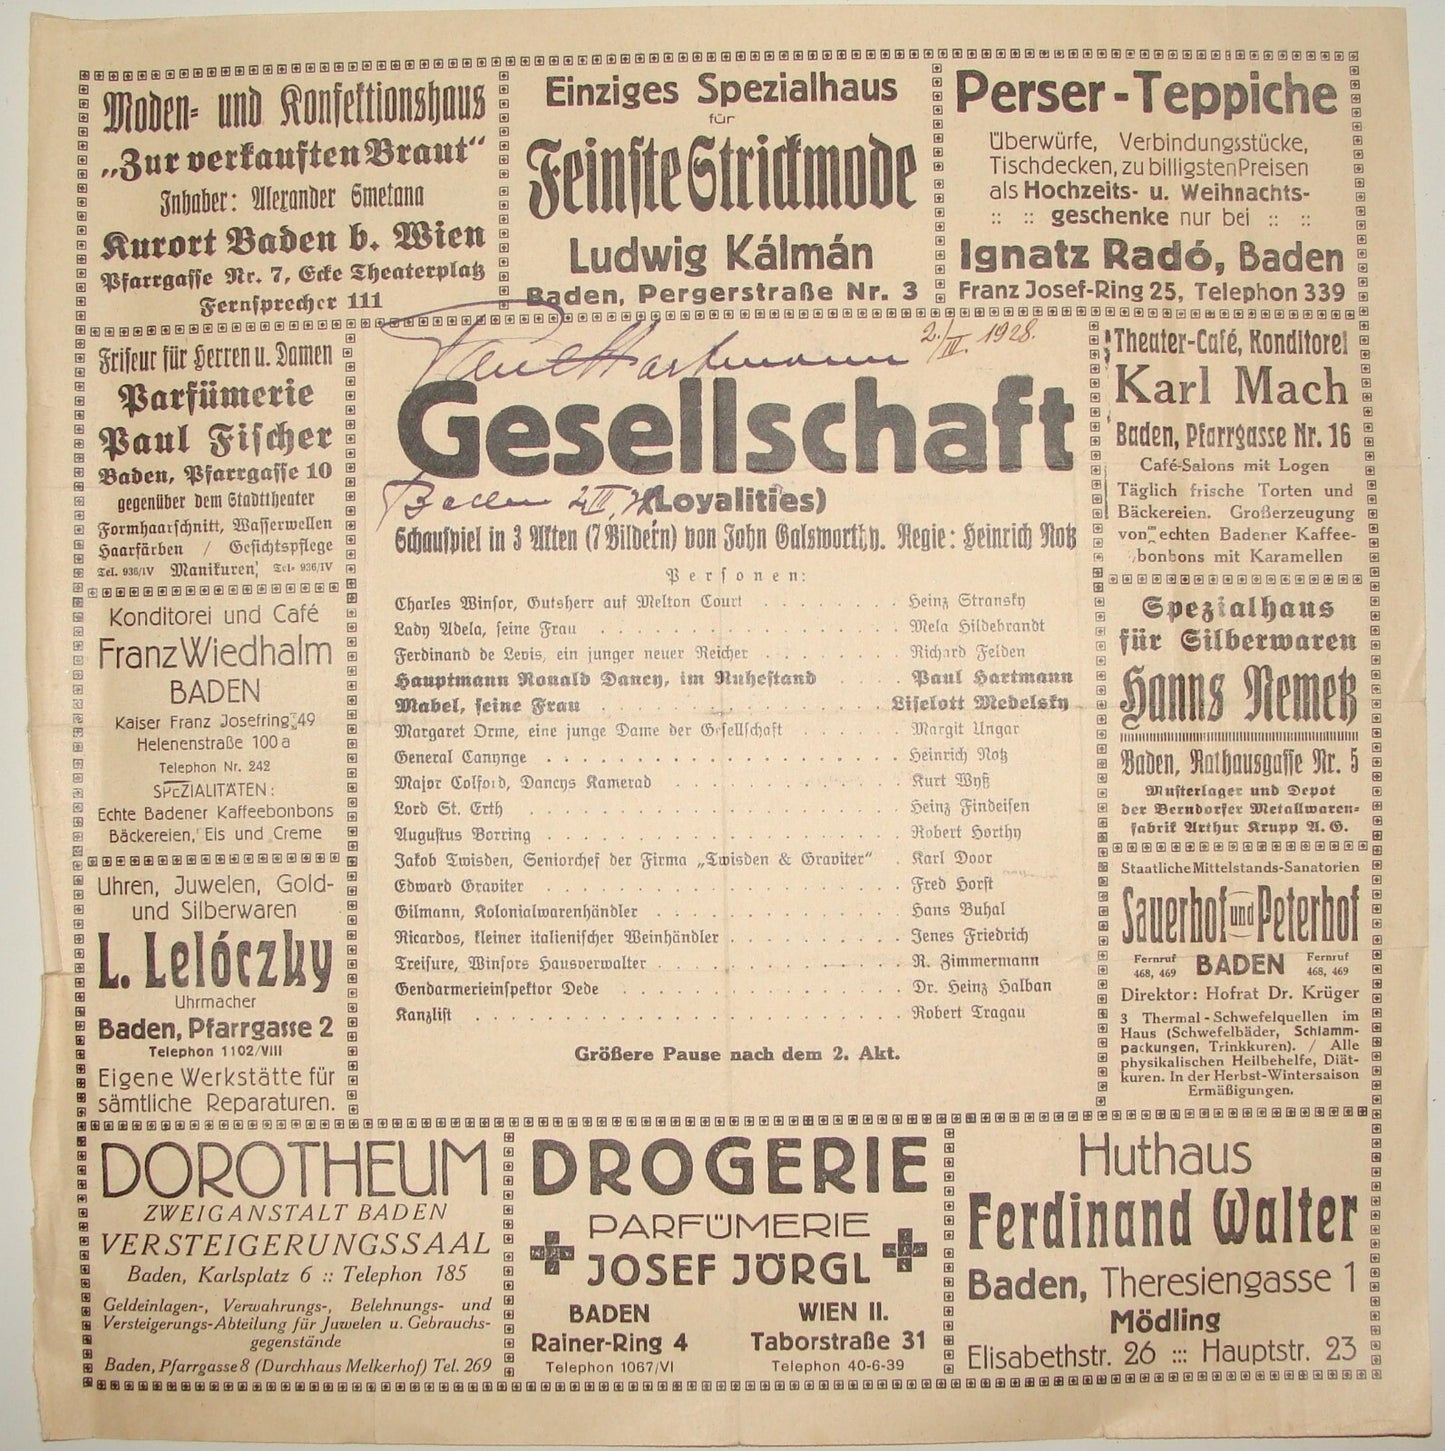 Moden- und Konfektionshaus
„Zur verkauften Braut“
Inhaber: Alexander Smetana
Kurort Baden b. Wien
Pfarrgasse Nr. 7, Ecke Theaterplatz
Fernsprecher 111
Einziges Spezialhaus
für
Feinste Strickmode
Ludwig Kálmán
Baden, Pergerstraße Nr. 3
Perser-Teppiche
Überwürfe, Verbindungsstücke,
Tischdecken, zu billigsten Preisen
als Hochzeits- u. Weihnachts-
:: :: geschenke nur bei :: ::
Ignatz Radó, Baden
Franz Josef-Ring 25, Telephon 339
Friseur für Herren u. Damen
Parfümerie
Paul Fischer
Baden, Pfarrgasse 10
gegenüber dem Stadttheater
Formhaarschnitt, Wasserwellen
Haarfärben / Gesichtspflege
Tel. 936/IV Maniküren, Tel. 936/IV
Konditorei und Café
Franz Wiedhalm
BADEN
Kaiser Franz Josefring 49
Helenenstraße 100a
Telephon Nr. 242
SPEZIALITÄTEN:
Echte Badener Kaffeebonbons
Bäckereien, Eis und Creme
Uhren, Juwelen, Gold-
und Silberwaren
L. Lelóczky
Uhrmacher
Baden, Pfarrgasse 2
Telephon 1102/VIII
Eigene Werkstätte für
sämtliche Reparaturen.
Paul Hartmann 2./IV. 1928.
Gesellschaft
Baden
(Loyalities)
Schauspiel in 3 Akten (7 Bildern) von John Galsworthy. Regie: Heinrich Notz
Personen:
Charles Winsor, Gutsherr auf Melton Court . . . . . . . Heinz Stransky
Lady Adela, seine Frau . . . . . . . . . . . . . . Mela Hildebrandt
Ferdinand de Levis, ein junger neuer Reicher . . . . . . . Richard Felden
Hauptmann Ronald Dancy, im Ruhestand . . . . . Paul Hartmann
Mabel, seine Frau . . . . . . . . . . . . . Liselott Medelsky
Margaret Orme, eine junge Dame der Gesellschaft . . . . . . Margit Ungar
General Canynge . . . . . . . . . . . . . . . . Heinrich Notz
Major Colford, Dancys Kamerad . . . . . . . . . . . Kurt Wyß
Lord St. Erth . . . . . . . . . . . . . . . . . Heinz Findeisen
Augustus Borring . . . . . . . . . . . . . . . . Robert Horthy
Jakob Twisden, Seniorchef der Firma „Twisden & Graviter“ . Karl Door
Edward Graviter . . . . . . . . . . . . . . . . Fred Horst
Gilmann, Kolonialwarenhändler . . . . . . . . . . . Hans Buhal
Ricardos, kleiner italienischer Weinhändler . . . . . . . . Jenes Friedrich
Treisure, Winsors Hausverwalter . . . . . . . . . . . R. Zimmermann
Gendarmerieinspektor Dede . . . . . . . . . . . . Dr. Heinz Halban
Kanzlist . . . . . . . . . . . . . . . . . . . Robert Tragau
Größere Pause nach dem 2. Akt.
Theater-Café, Konditorei
Karl Mach
Baden, Pfarrgasse Nr. 16
Café-Salons mit Logen
Täglich frische Torten und
Bäckereien. Großerzeugung
von echten Badener Kaffee-
bonbons mit Karamellen
Spezialhaus
für Silberwaren
Hanns Nemetz
Baden, Rathausgasse Nr. 5
Musterlager und Depot
der Berndorfer Metallwaren-
fabrik Arthur Krupp A. G.
Staatliche Mittelstands-Sanatorien
Sauerhof und Peterhof
Fernruf 468, 469 BADEN Fernruf 468, 469
Direktor: Hofrat Dr. Krüger
3 Thermal-Schwefelquellen im
Haus (Schwefelbäder, Schlamm-
packungen, Trinkkuren). / Alle
physikalischen Heilbehelfe, Diät-
kuren. In der Herbst-Wintersaison
Ermäßigungen.
DOROTHEUM
ZWEIGANSTALT BADEN
VERSTEIGERUNGSSAAL
Baden, Karlsplatz 6 :: Telephon 185
Geldeinlagen-, Verwahrungs-, Belehnungs- und
Versteigerungs-Abteilung für Juwelen u. Gebrauchs-
gegenstände
Baden, Pfarrgasse 8 (Durchhaus Melkerhof) Tel. 269
DROGERIE
PARFÜMERIE
JOSEF JÖRGL
BADEN WIEN II.
Rainer-Ring 4 Taborstraße 31
Telephon 1067/VI Telephon 40-6-39
Huthaus
Ferdinand Walter
Baden, Theresiengasse 1
Mödling
Elisabethstr. 26 ::: Hauptstr. 23